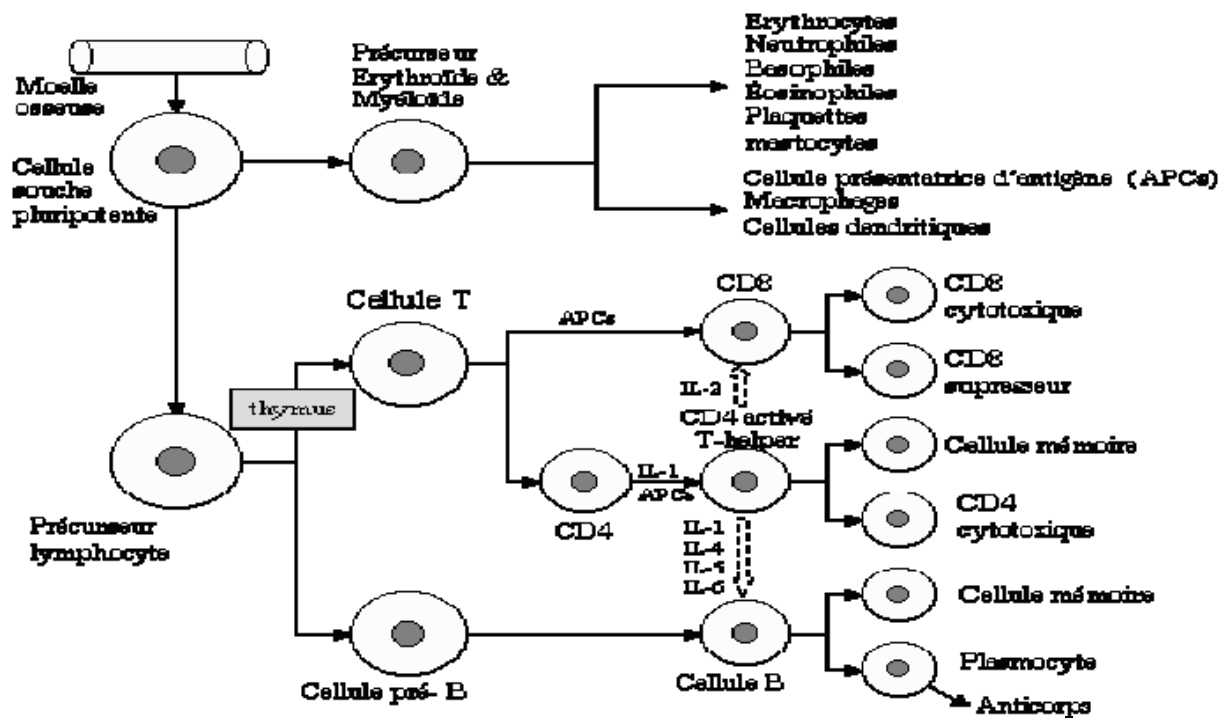 Moelle
osseuse
Précurseur
Erythroïde &
Myéloïde
Erythrocytes
Neutrophiles
Basophiles
Éosinophiles
Plaquettes
mastocytes
Cellule présentatrice d'antigène (APCs)
Macrophages
Cellules dendritiques
Cellule
souche
pluripotente
Cellule T
APCs
CD8
CD8
cytotoxique
CD8
supresseur
IL-2
thymus
CD4 activé
T-helper
Cellule mémoire
IL-1
APCs
CD4
CD4
cytotoxique
Précurseur
lymphocyte
IL-1
IL-4
IL-5
IL-6
Cellule mémoire
Cellule pré- B
Cellule B
Plasmocyte
Anticorps